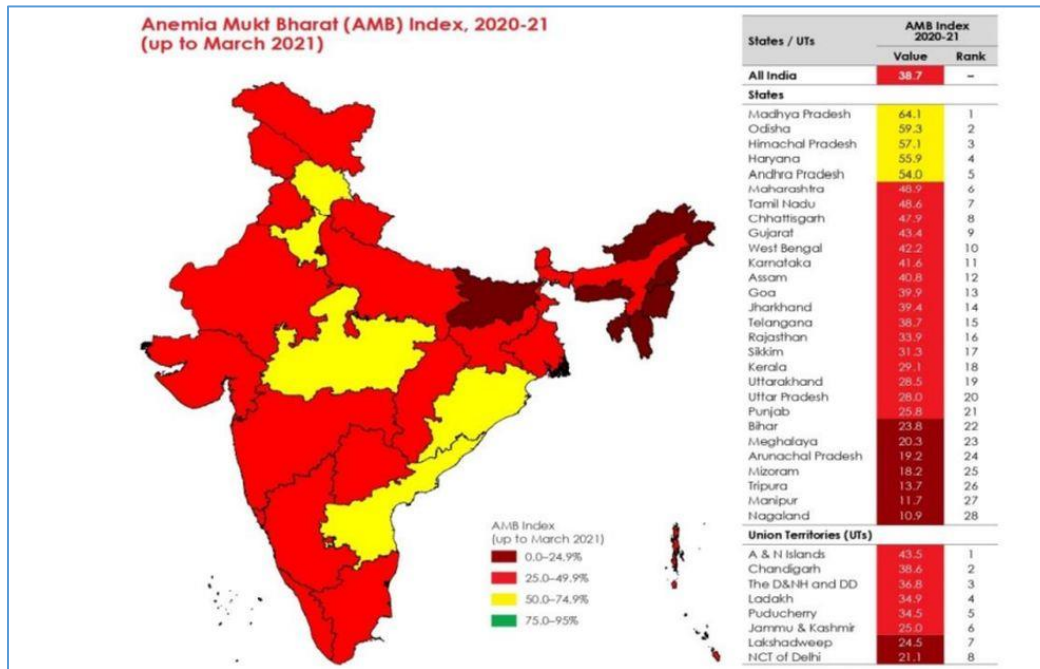 Anemia Mukt Bharat (AMB) Index, 2020-21
(up to March 2021)
States / UTs
AMB Index
2020-21
Value Rank
All India 38.7 –
States
Madhya Pradesh 64.1 1
Odisha 59.3 2
Himachal Pradesh 57.1 3
Haryana 55.9 4
Andhra Pradesh 54.0 5
Maharashtra 48.9 6
Tamil Nadu 48.6 7
Chhattisgarh 47.9 8
Gujarat 43.4 9
West Bengal 42.2 10
Karnataka 41.6 11
Assam 40.8 12
Goa 39.9 13
Jharkhand 39.4 14
Telangana 38.7 15
Rajasthan 33.9 16
Sikkim 31.3 17
Kerala 29.1 18
Uttarakhand 28.5 19
Uttar Pradesh 28.0 20
Punjab 25.8 21
Bihar 23.8 22
Meghalaya 20.3 23
Arunachal Pradesh 19.2 24
Mizoram 18.2 25
Tripura 13.7 26
Manipur 11.7 27
Nagaland 10.9 28
Union Territories (UTs)
A & N Islands 43.5 1
Chandigarh 38.6 2
The D&NH and DD 36.8 3
Ladakh 34.9 4
Puducherry 34.5 5
Jammu & Kashmir 25.0 6
Lakshadweep 24.5 7
NCT of Delhi 21.1 8
AMB Index
(up to March 2021)
0.0–24.9%
25.0–49.9%
50.0–74.9%
75.0–95%